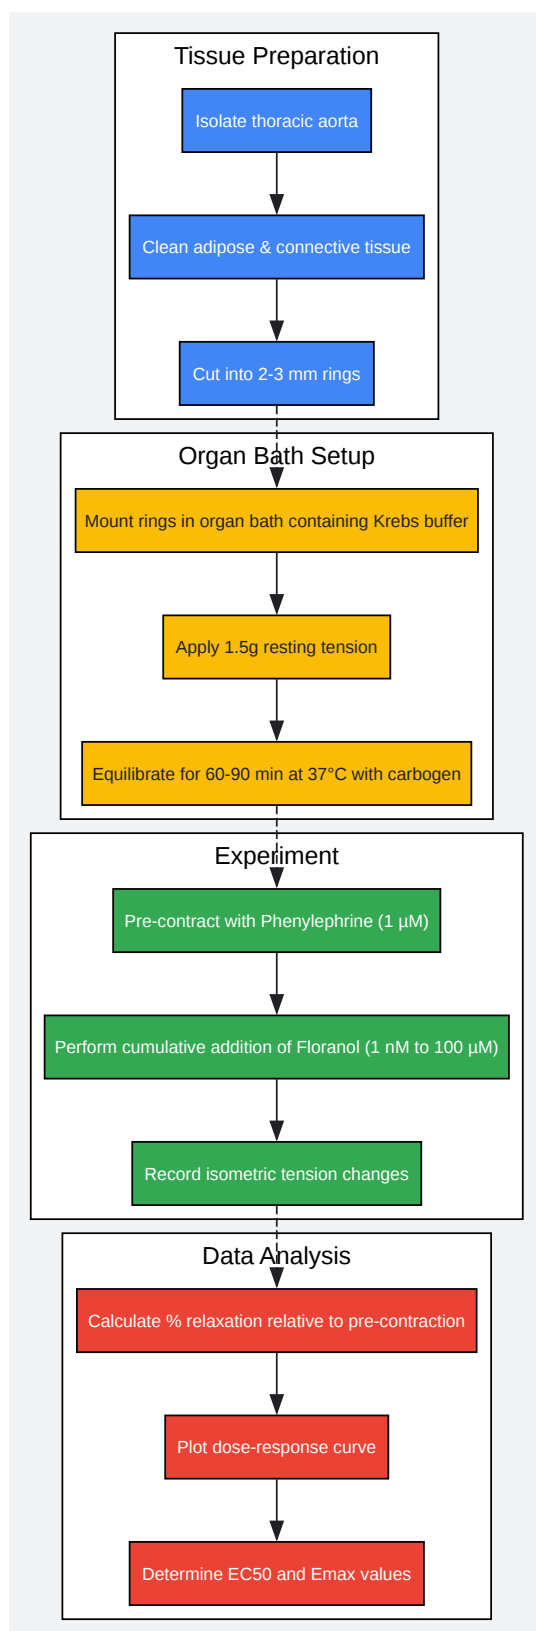 Tissue Preparation
Isolate thoracic aorta
Clean adipose & connective tissue
Cut into 2-3 mm rings
Organ Bath Setup
Mount rings in organ bath containing Krebs buffer
Apply 1.5g resting tension
Equilibrate for 60-90 min at 37°C with carbogen
Experiment
Pre-contract with Phenylephrine (1 µM)
Perform cumulative addition of Floranol (1 nM to 100 µM)
Record isometric tension changes
Data Analysis
Calculate % relaxation relative to pre-contraction
Plot dose-response curve
Determine EC50 and Emax values